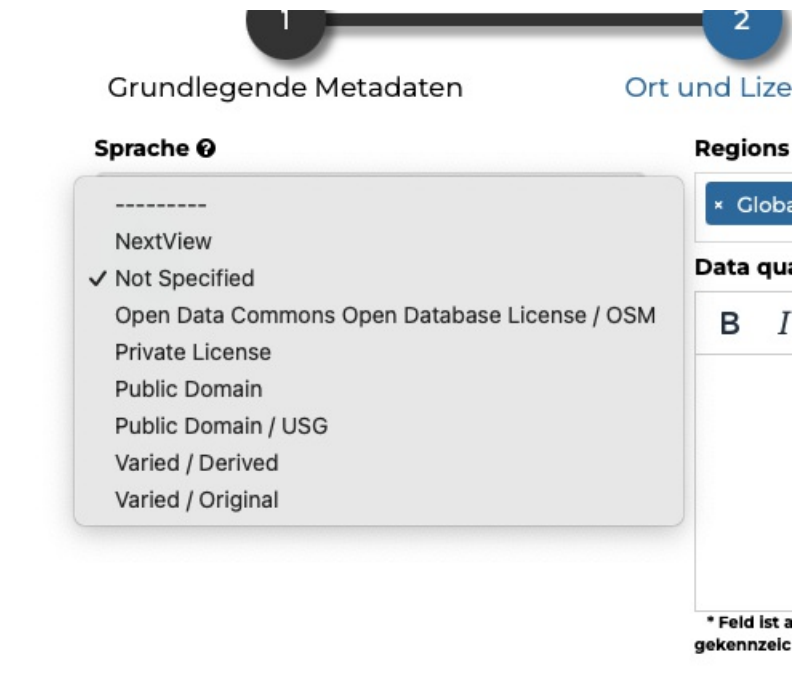 1
2
Grundlegende Metadaten
Ort und Lize
Sprache
---------
NextView
Not Specified
Open Data Commons Open Database License / OSM
Private License
Public Domain
Public Domain / USG
Varied / Derived
Varied / Original
Regions
× Globa
Data qua
B I
* Feld ist a
gekennzeic